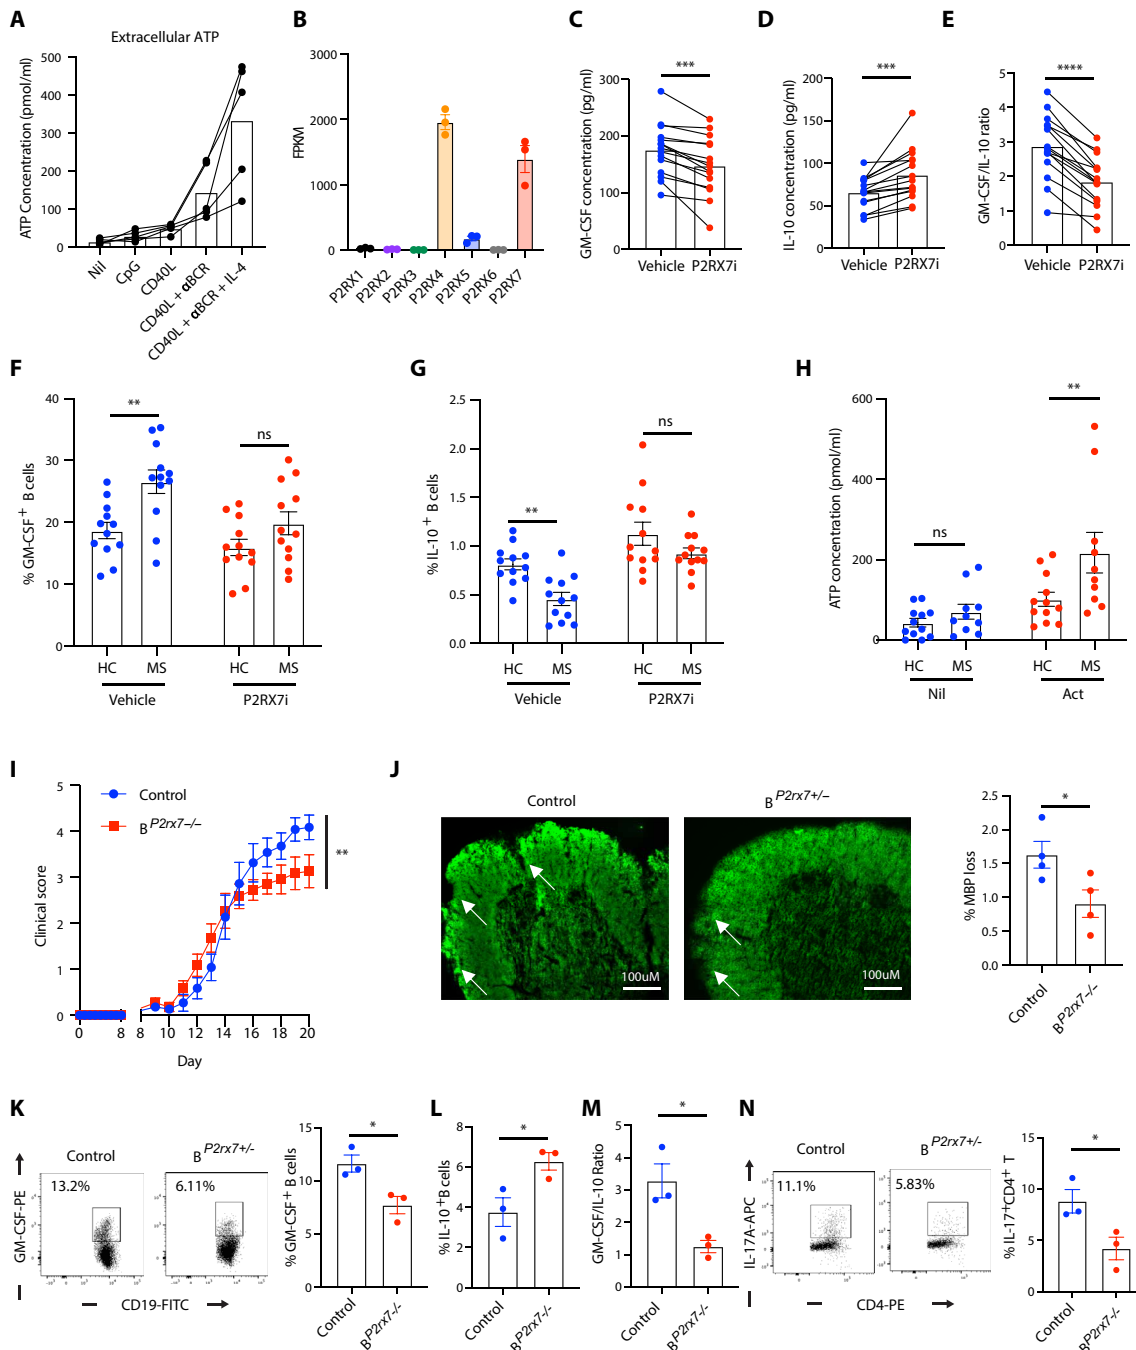 A
Extracellular ATP
ATP Concentration (pmol/ml)
500
400
300
200
100
0
Nil
CpG
CD40L
CD40L + αBCR
CD40L + αBCR + IL-4
B
FPKM
3000
2000
1000
0
P2RX1
P2RX2
P2RX3
P2RX4
P2RX5
P2RX6
P2RX7
C
GM-CSF concentration (pg/ml)
300
200
100
0
***
Vehicle P2RX7i
D
IL-10 concentration (pg/ml)
200
150
100
50
0
***
Vehicle P2RX7i
E
GM-CSF/IL-10 ratio
5
4
3
2
1
0
****
Vehicle P2RX7i
F
% GM-CSF+ B cells
40
30
20
10
0
**
ns
HC MS HC MS
Vehicle P2RX7i
G
% IL-10+ B cells
2.5
2.0
1.5
1.0
0.5
0.0
**
ns
HC MS HC MS
Vehicle P2RX7i
H
ATP concentration (pmol/ml)
600
400
200
0
ns
**
HC MS HC MS
Nil Act
I
Clinical score
5
4
3
2
1
0
Control
B P2rx7−/−
**
0 8 8 10 12 14 16 18 20
Day
J
Control
B P2rx7+/−
100uM
100uM
% MBP loss
2.0
1.5
1.0
0.5
0.0
*
Control
B P2rx7-/-
K
Control
B P2rx7+/-
13.2%
6.11%
GM-CSF-PE
CD19-FITC
% GM-CSF+ B cells
15
10
5
0
*
Control
B P2rx7-/-
L
% IL-10+B cells
8
6
4
2
0
*
Control
B P2rx7-/-
M
GM-CSF/IL-10 Ratio
5
4
3
2
1
0
*
Control
B P2rx7-/-
N
Control
B P2rx7+/-
11.1%
5.83%
IL-17A-APC
CD4-PE
% IL-17+CD4+ T
15
10
5
0
*
Control
B P2rx7-/-